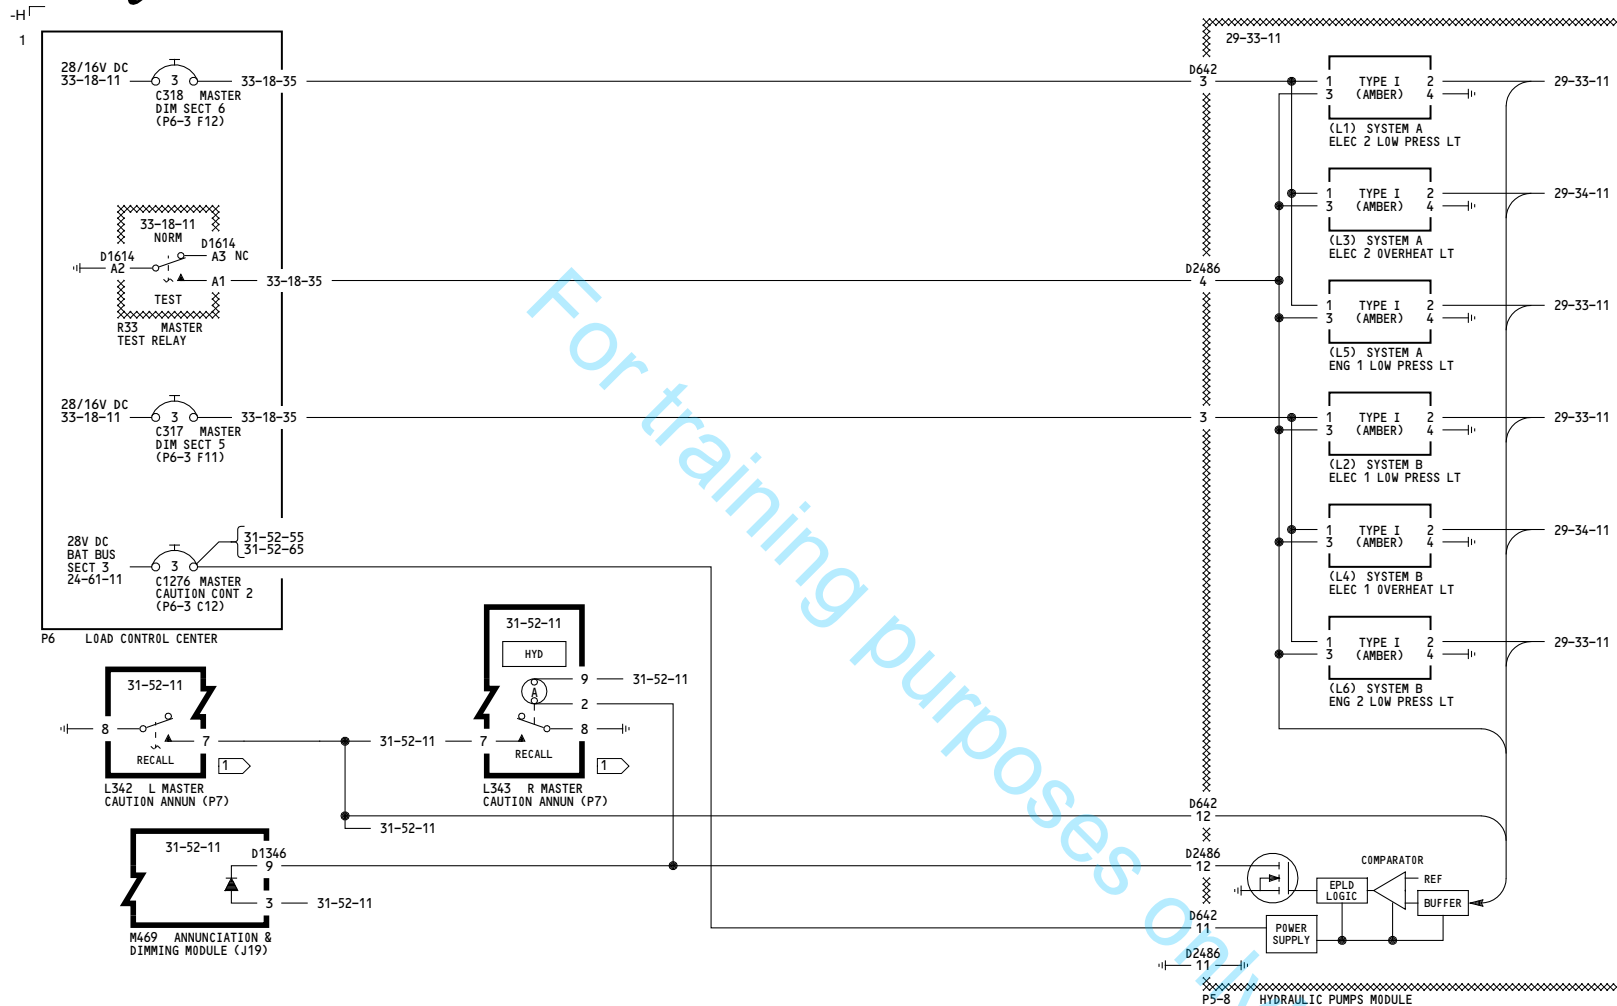 -H
1
28/16V DC
33-18-11
3
33-18-35
C318 MASTER
DIM SECT 6
(P6-3 F12)
33-18-11
NORM
D1614
A2
D1614
A3 NC
A1
33-18-35
TEST
R33 MASTER
TEST RELAY
28/16V DC
33-18-11
3
33-18-35
C317 MASTER
DIM SECT 5
(P6-3 F11)
28V DC
BAT BUS
SECT 3
24-61-11
3
31-52-55
31-52-65
C1276 MASTER
CAUTION CONT 2
(P6-3 C12)
P6 LOAD CONTROL CENTER
31-52-11
8
7
RECALL
1
L342 L MASTER
CAUTION ANNUN (P7)
31-52-11
31-52-11
HYD
A
9
31-52-11
2
7
8
RECALL
1
L343 R MASTER
CAUTION ANNUN (P7)
31-52-11
31-52-11
D1346
9
3
31-52-11
M469 ANNUNCIATION &
DIMMING MODULE (J19)
For training purposes only
29-33-11
D642
3
D2486
4
3
D642
12
D2486
12
D642
11
D2486
11
1 TYPE I 2
3 (AMBER) 4
29-33-11
(L1) SYSTEM A
ELEC 2 LOW PRESS LT
1 TYPE I 2
3 (AMBER) 4
29-34-11
(L3) SYSTEM A
ELEC 2 OVERHEAT LT
1 TYPE I 2
3 (AMBER) 4
29-33-11
(L5) SYSTEM A
ENG 1 LOW PRESS LT
1 TYPE I 2
3 (AMBER) 4
29-33-11
(L2) SYSTEM B
ELEC 1 LOW PRESS LT
1 TYPE I 2
3 (AMBER) 4
29-34-11
(L4) SYSTEM B
ELEC 1 OVERHEAT LT
1 TYPE I 2
3 (AMBER) 4
29-33-11
(L6) SYSTEM B
ENG 2 LOW PRESS LT
COMPARATOR
REF
EPLD
LOGIC
BUFFER
POWER
SUPPLY
P5-8 HYDRAULIC PUMPS MODULE